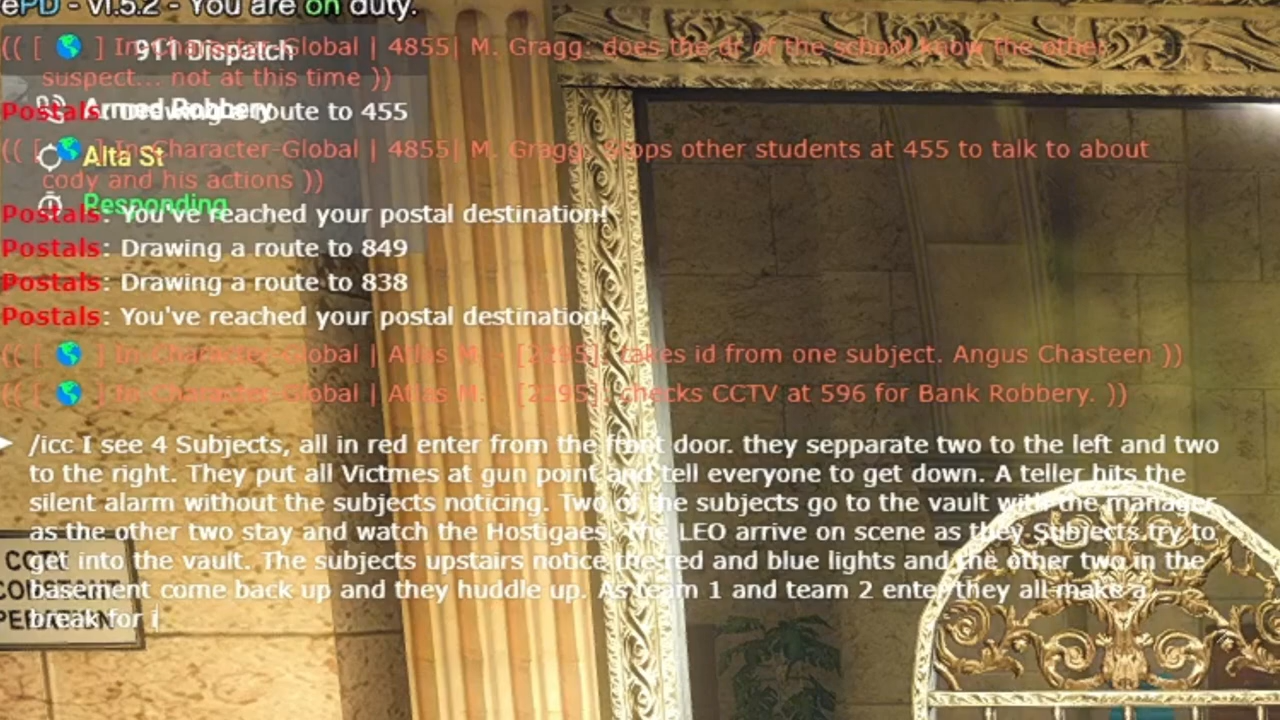 ePD - v1.5.2 - You are on duty.
911 Dispatch
(( [ ] In-Character-Global | 4855| M. Gragg: does the dr of the school know the other
suspect... not at this time ))
Armed Robbery
Postals: Drawing a route to 455
(( [ ] In-Character-Global | 4855| M. Gragg: stops other students at 455 to talk to about
Alta St
cody and his actions ))
Responding
Postals: You've reached your postal destination!
Postals: Drawing a route to 849
Postals: Drawing a route to 838
Postals: You've reached your postal destination!
(( [ ] In-Character-Global | Atlas M. - [2295]: takes id from one subject. Angus Chasteen ))
(( [ ] In-Character-Global | Atlas M. - [2295]: checks CCTV at 596 for Bank Robbery. ))
/icc I see 4 Subjects, all in red enter from the front door. they sepparate two to the left and two
to the right. They put all Victmes at gun point and tell everyone to get down. A teller hits the
silent alarm without the subjects noticing. Two of the subjects go to the vault with the manager
as the other two stay and watch the Hostigaes. The LEO arrive on scene as they Subjects try to
get into the vault. The subjects upstairs notice the red and blue lights and the other two in the
basement come back up and they huddle up. As team 1 and team 2 enter they all make a
break for i
CCTV
CONSTANT